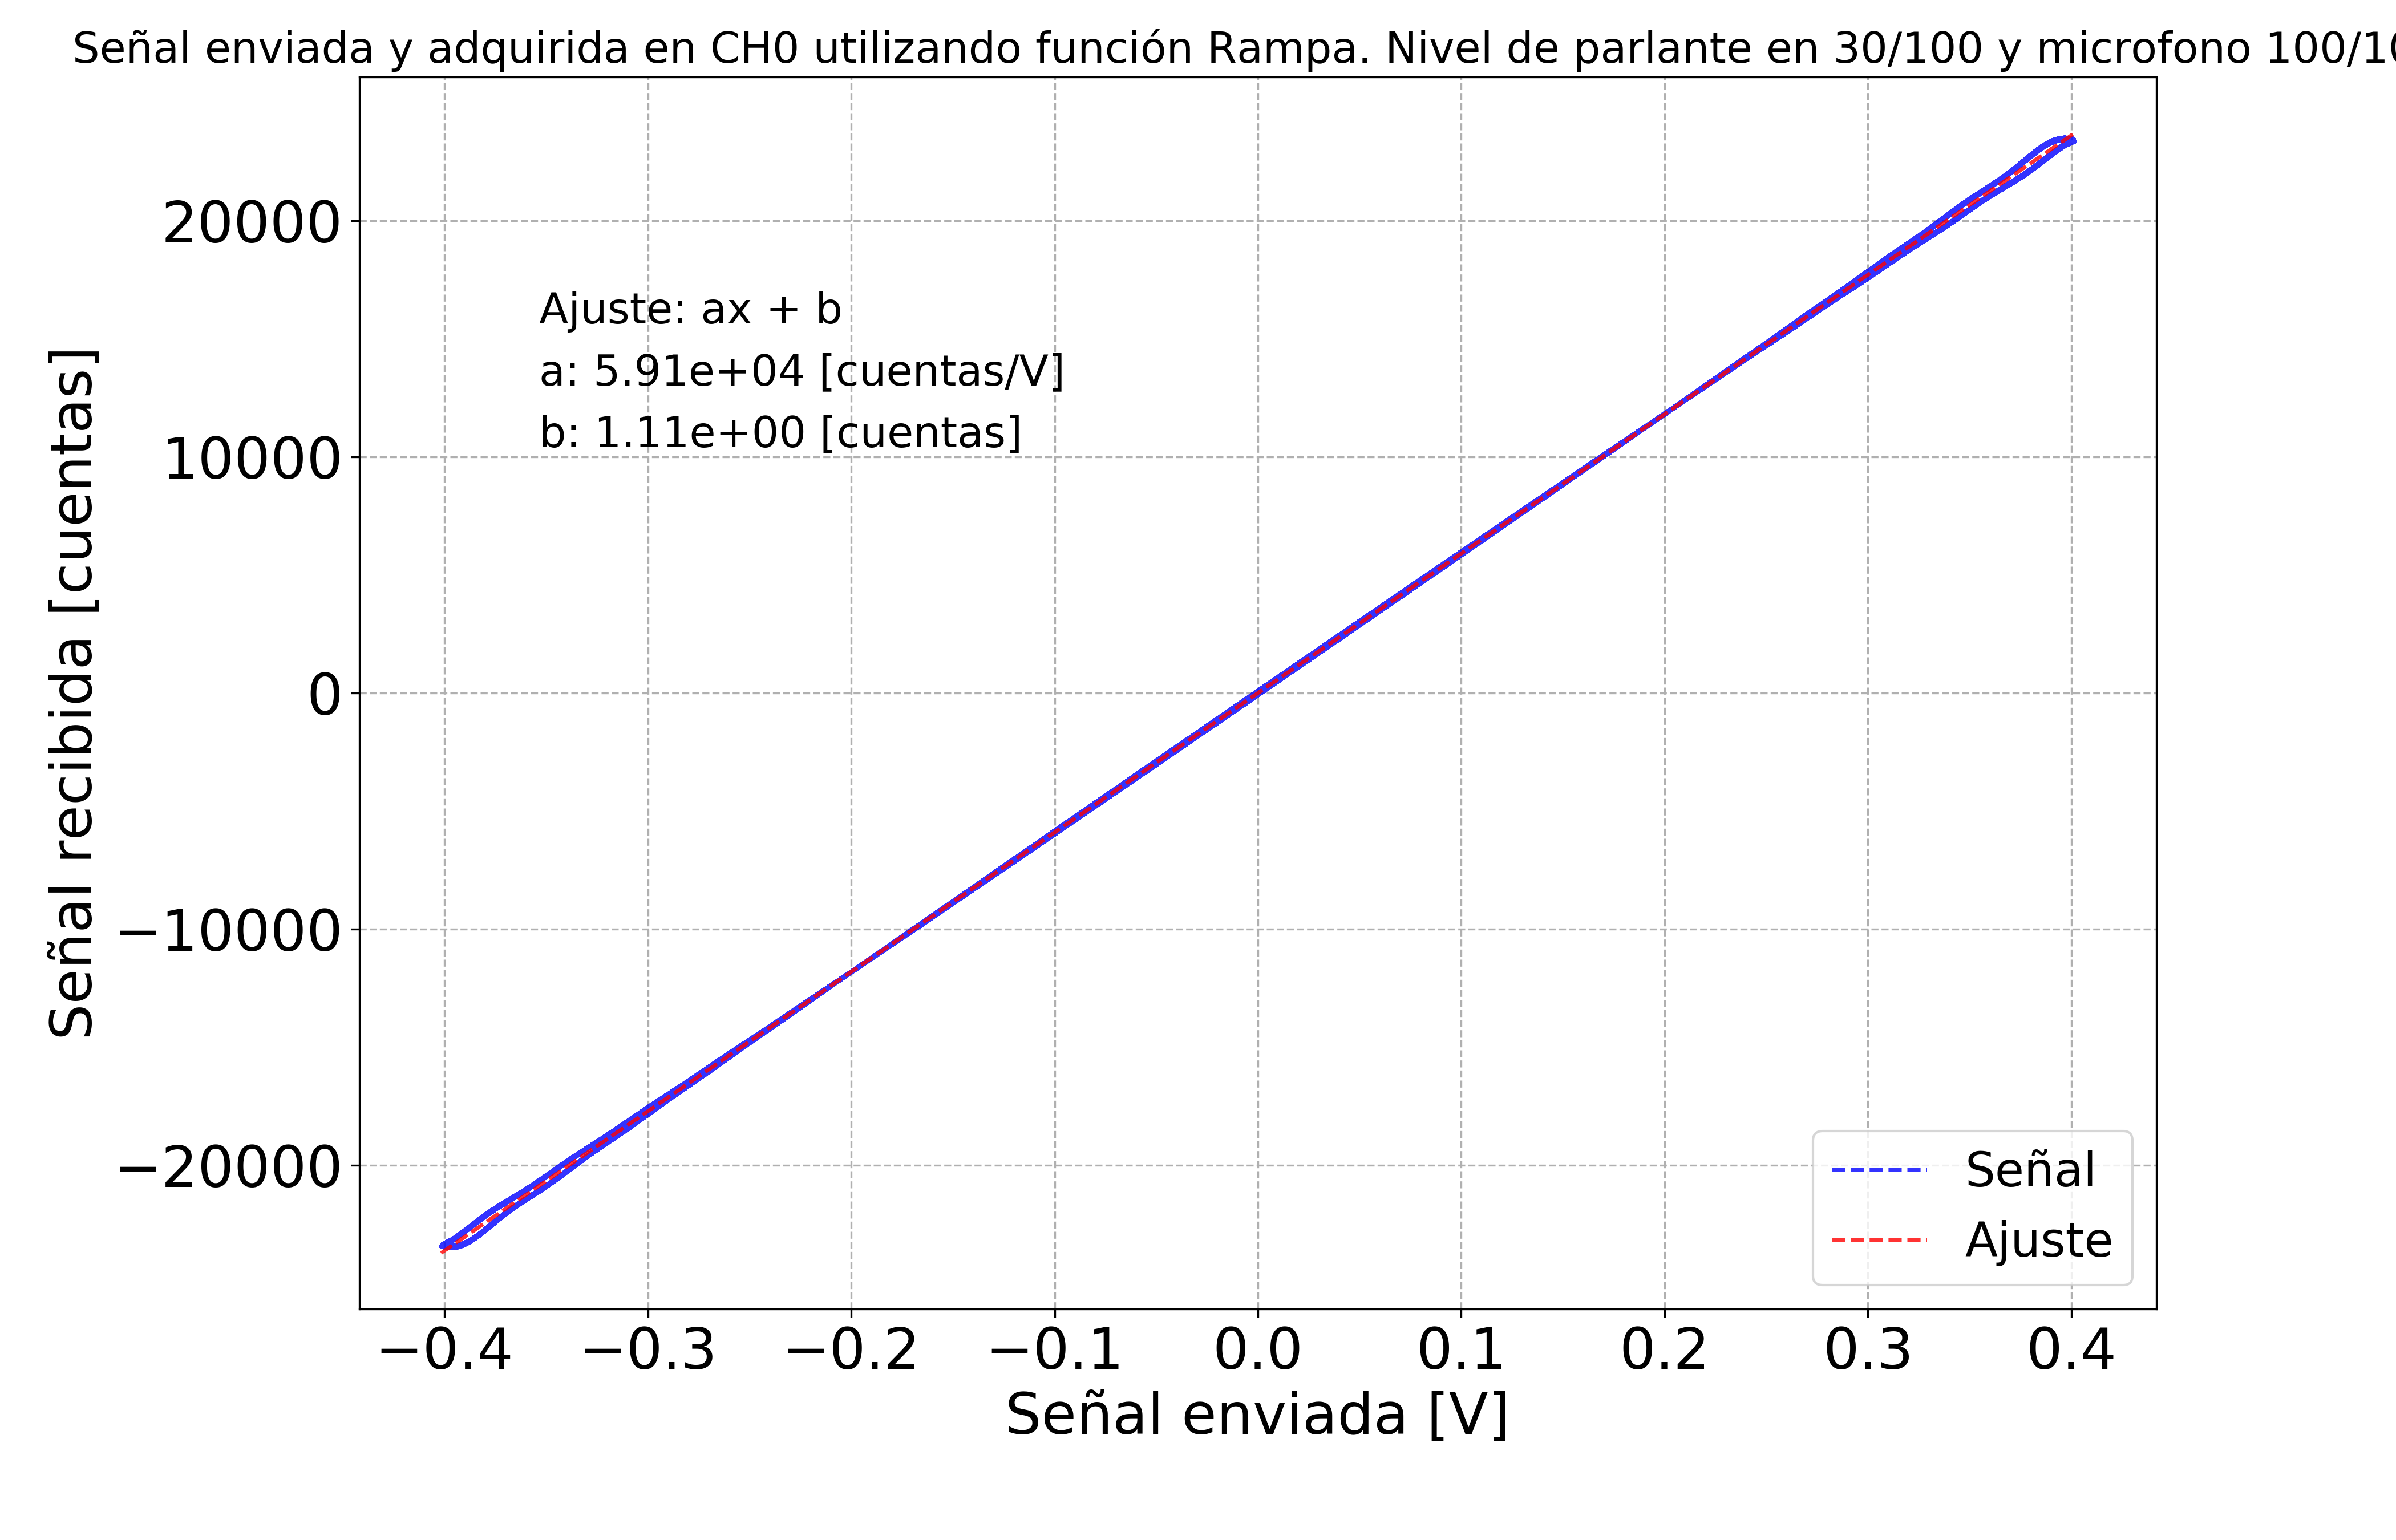 Señal enviada y adquirida en CH0 utilizando función Rampa. Nivel de parlante en 30/100 y microfono 100/10
Señal recibida [cuentas]
20000
10000
0
−10000
−20000
Ajuste: ax + b
a: 5.91e+04 [cuentas/V]
b: 1.11e+00 [cuentas]
Señal
Ajuste
−0.4 −0.3 −0.2 −0.1 0.0 0.1 0.2 0.3 0.4
Señal enviada [V]